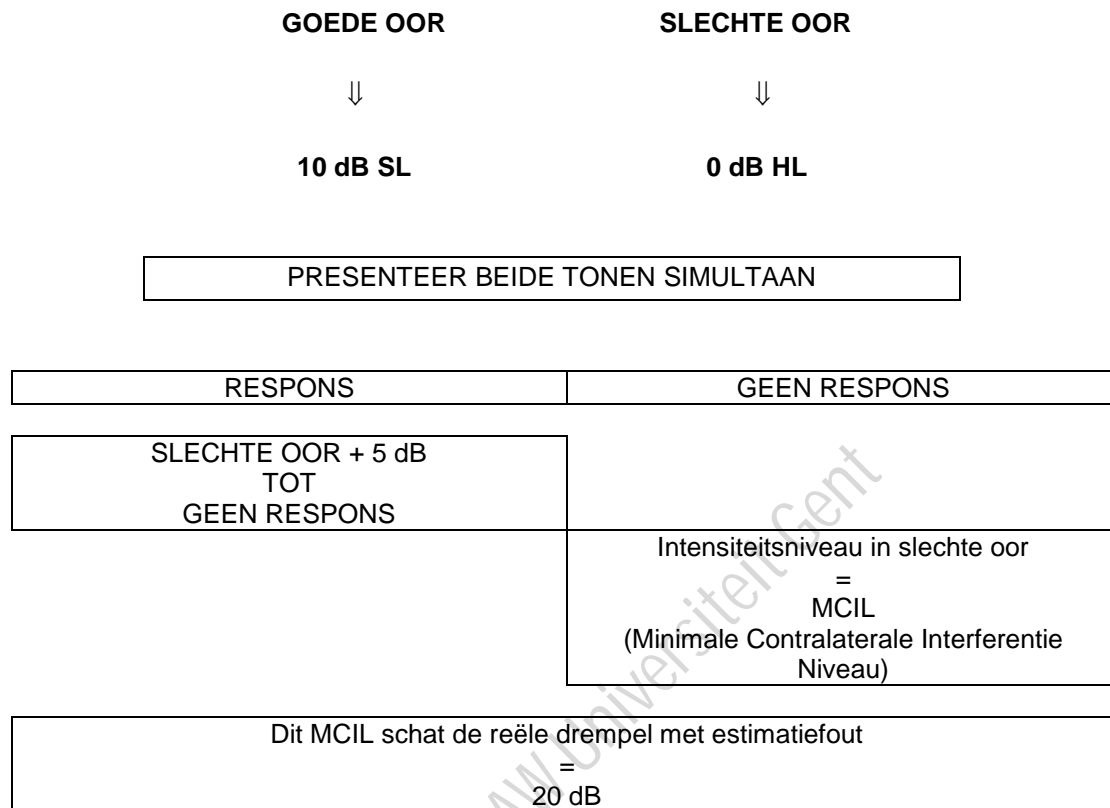 GOEDE OOR SLECHTE OOR
⇓ ⇓
10 dB SL 0 dB HL
PRESENTEER BEIDE TONEN SIMULTAAN
RESPONS GEEN RESPONS
SLECHTE OOR + 5 dB
TOT
GEEN RESPONS
Intensiteitsniveau in slechte oor
=
MCIL
(Minimale Contralaterale Interferentie
Niveau)
Dit MCIL schat de reële drempel met estimatiefout
=
20 dB
Universiteit Gent